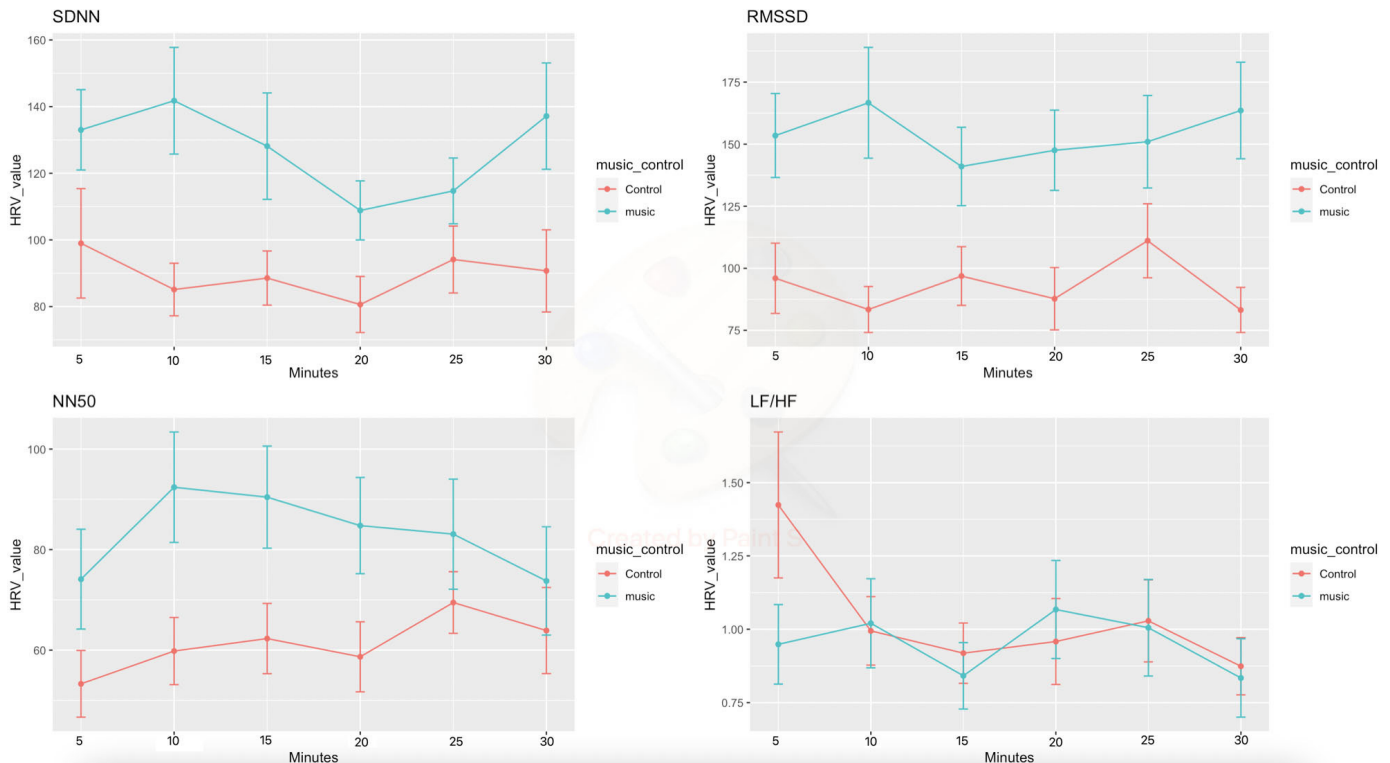 SDNN
160
140
120
100
80
HRV_value
5 10 15 20 25 30
Minutes
music_control
Control
music
RMSSD
175
150
125
100
75
HRV_value
5 10 15 20 25 30
Minutes
music_control
Control
music
NN50
100
80
60
HRV_value
5 10 15 20 25 30
Minutes
music_control
Control
music
LF/HF
1.50
1.25
1.00
0.75
HRV_value
5 10 15 20 25 30
Minutes
music_control
Control
music
Created by Paint S